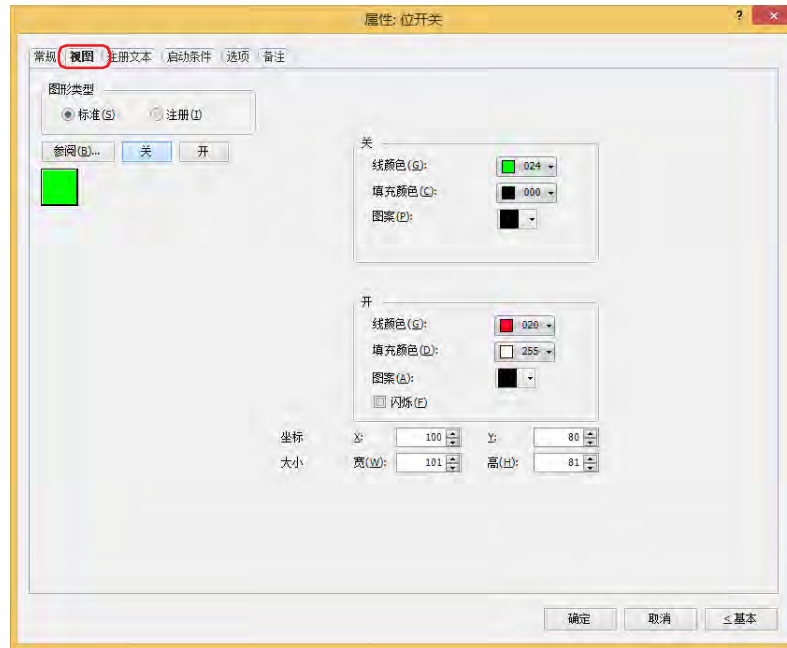 属性: 位开关
?
常规 视图 注册文本 启动条件 选项 备注
图形类型
标准(S) 注册(I)
参阅(B)... 关 开
关
线颜色(G): 024
填充颜色(C): 000
图案(P):
开
线颜色(G): 020
填充颜色(D): 255
图案(A):
闪烁(F)
坐标 X: 100 Y: 80
大小 宽(W): 101 高(H): 81
确定 取消 ≤基本